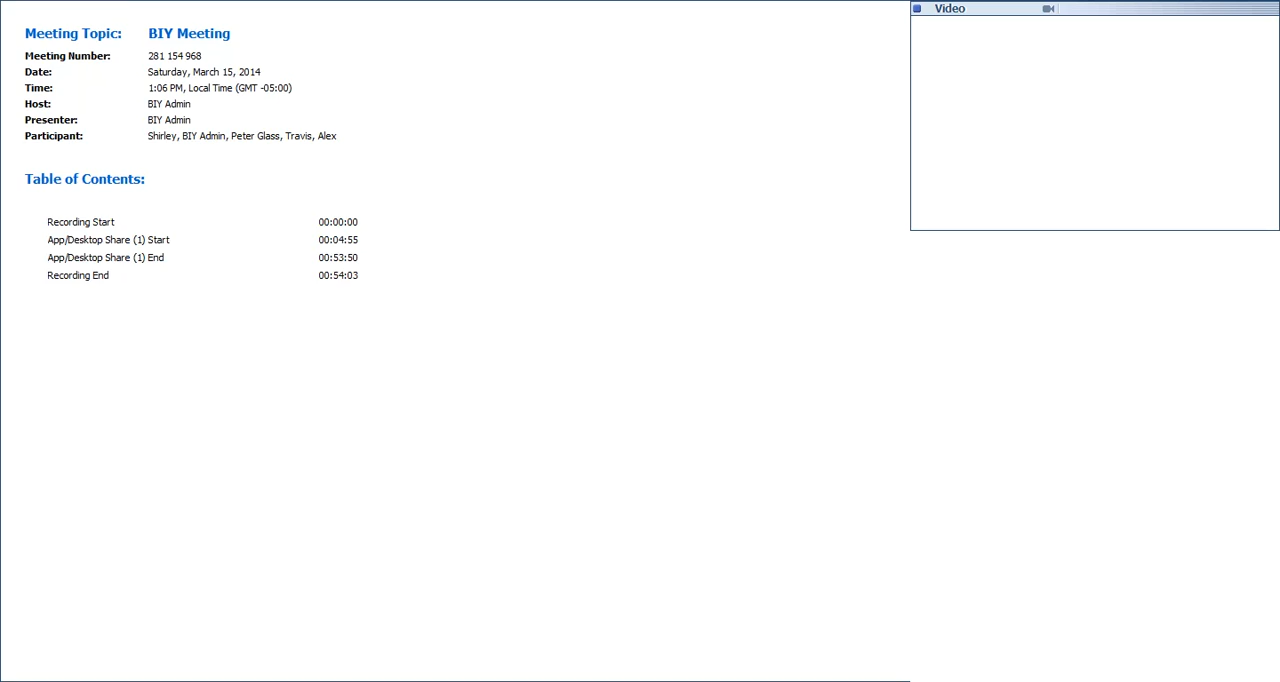 Video
Meeting Topic: BIY Meeting
Meeting Number: 281 154 968
Date: Saturday, March 15, 2014
Time: 1:06 PM, Local Time (GMT -05:00)
Host: BIY Admin
Presenter: BIY Admin
Participant: Shirley, BIY Admin, Peter Glass, Travis, Alex
Table of Contents:
Recording Start 00:00:00
App/Desktop Share (1) Start 00:04:55
App/Desktop Share (1) End 00:53:50
Recording End 00:54:03